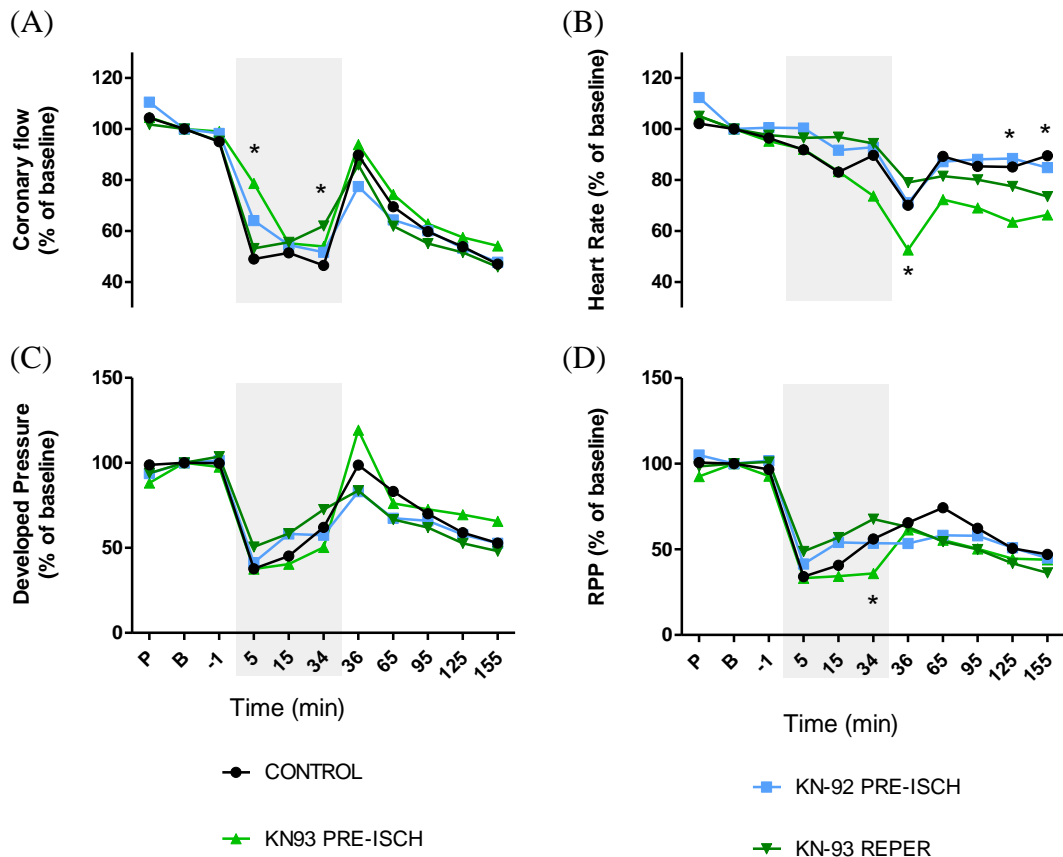 (A)
Coronary flow
(% of baseline)
120
100
80
60
40
*
*
(B)
Heart Rate (% of baseline)
120
100
80
60
40
*
*
*
(C)
Developed Pressure
(% of baseline)
150
100
50
0
P B -1 5 15 34 36 65 95 125 155
Time (min)
(D)
RPP (% of baseline)
150
100
50
0
*
P B -1 5 15 34 36 65 95 125 155
Time (min)
CONTROL
KN-92 PRE-ISCH
KN93 PRE-ISCH
KN-93 REPER